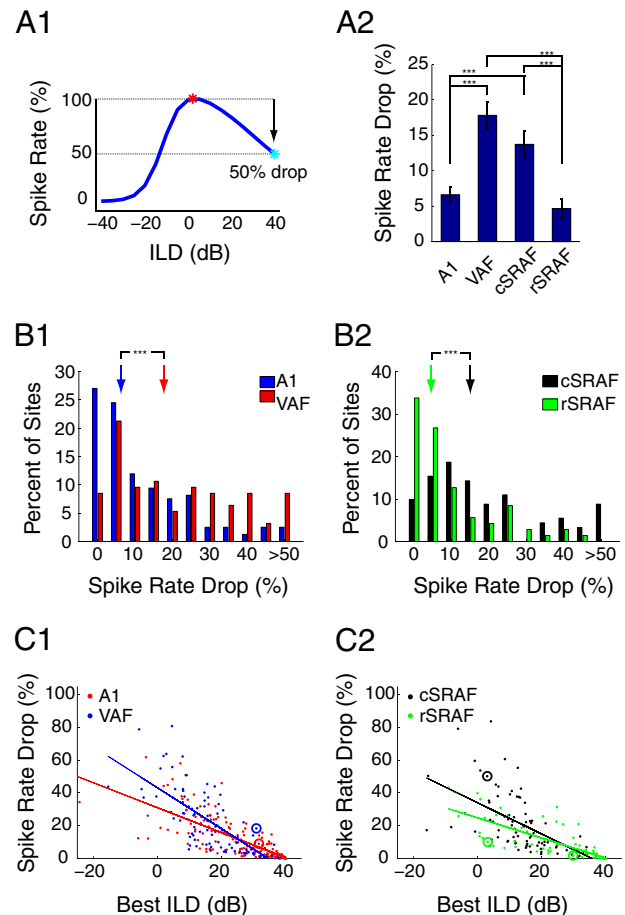 A1
Spike Rate (%)
100
50
0
50% drop
−40 −20 0 20 40
ILD (dB)
A2
Spike Rate Drop (%)
25
20
15
10
5
0
***
***
***
***
A1 VAF cSRAF rSRAF
B1
Percent of Sites
30
25
20
15
10
5
0
***
A1
VAF
0 10 20 30 40 >50
Spike Rate Drop (%)
B2
Percent of Sites
40
30
20
10
0
***
cSRAF
rSRAF
0 10 20 30 40 >50
Spike Rate Drop (%)
C1
Spike Rate Drop (%)
100
80
60
40
20
0
A1
VAF
−20 0 20 40
Best ILD (dB)
C2
Spike Rate Drop (%)
100
80
60
40
20
0
cSRAF
rSRAF
−20 0 20 40
Best ILD (dB)